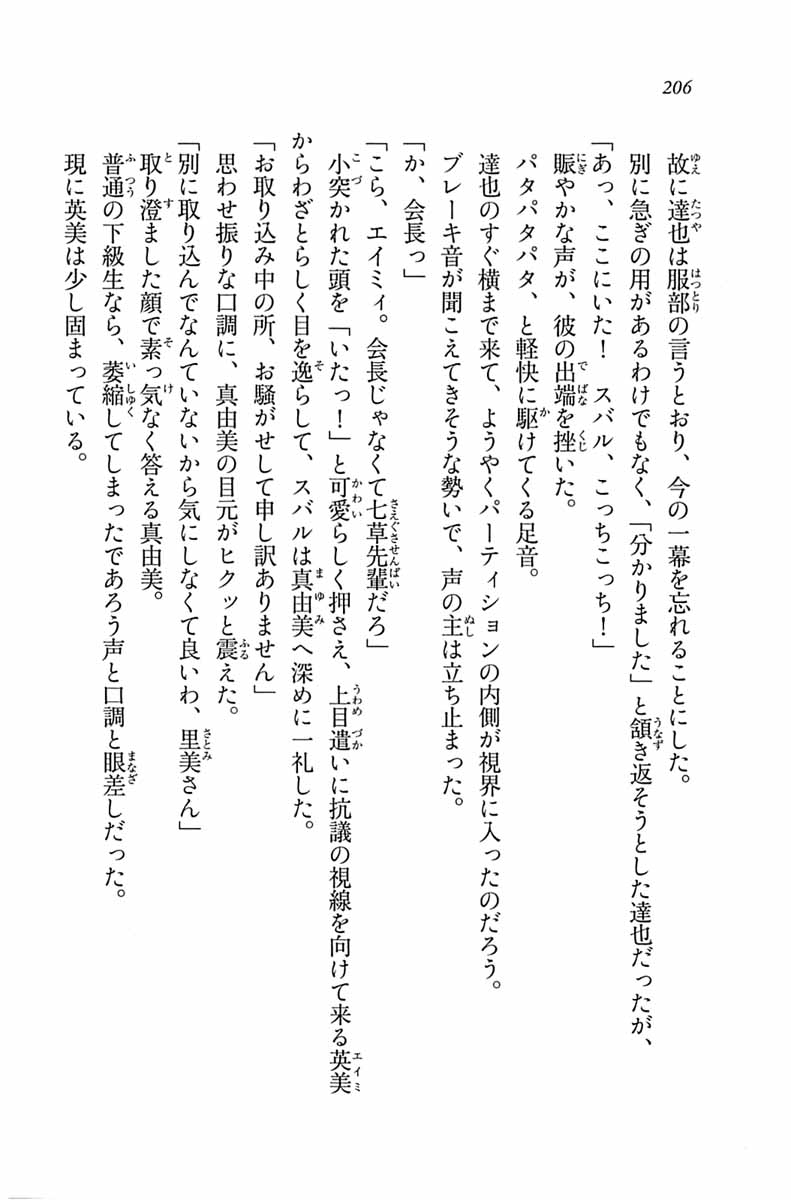 206
故に達也は服部の言うとおり、今の一幕を忘れることにした。
別に急ぎの用があるわけでもなく、「分かりました」と頷き返そうとした達也だったが、
「あっ、ここにいた！　スバル、こっちこっち！」
賑やかな声が、彼の出端を挫いた。
パタパタパタ、と軽快に駆けてくる足音。
達也のすぐ横まで来て、ようやくパーティションの内側が視界に入ったのだろう。
ブレーキ音が聞こえてきそうな勢いで、声の主は立ち止まった。
「か、会長っ」
「こら、エイミィ。会長じゃなくて七草先輩だろ」
小突かれた頭を「いたっ！」と可愛らしく押さえ、上目遣いに抗議の視線を向けて来る英美
からわざとらしく目を逸らして、スバルは真由美へ深めに一礼した。
「お取り込み中の所、お騒がせして申し訳ありません」
思わせ振りな口調に、真由美の目元がヒクッと震えた。
「別に取り込んでなんていないから気にしなくて良いわ、里美さん」
取り澄ました顔で素っ気なく答える真由美。
普通の下級生なら、萎縮してしまったであろう声と口調と眼差しだった。
現に英美は少し固まっている。